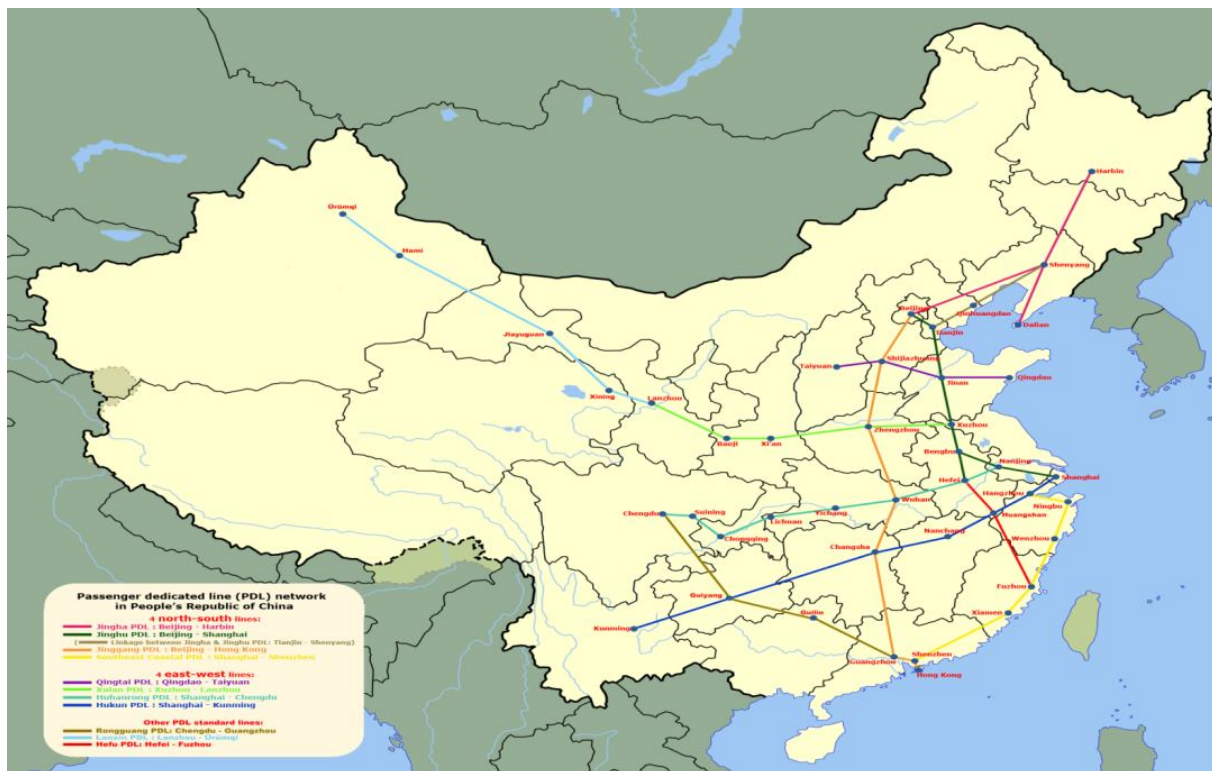 Harbin
Ürümqi
Hami
Shenyang
Beijing
Qinhuangdao
Dalian
Tianjin
Jiayuguan
Shijiazhuang
Taiyuan
Jinan
Qingdao
Xining
Lanzhou
Xuzhou
Zhengzhou
Baoji
Xi'an
Bengbu
Nanjing
Shanghai
Hefei
Hangzhou
Wuhan
Ningbo
Yichang
Chengdu
Suining
Lichuan
Huangshan
Chongqing
Nanchang
Wenzhou
Changsha
Fuzhou
Guiyang
Guilin
Xiamen
Kunming
Shenzhen
Guangzhou
Hong Kong
Passenger dedicated line (PDL) network
in People's Republic of China
4 north-south lines:
Jingha PDL : Beijing - Harbin
Jinghu PDL : Beijing - Shanghai
( Linkage between Jingha & Jinghu PDL: Tianjin - Shenyang)
Jinggang PDL : Beijing - Hong Kong
Southeast Coastal PDL : Shanghai - Shenzhen
4 east-west lines:
Qingtai PDL : Qingdao - Taiyuan
Xulan PDL : Xuzhou - Lanzhou
Huhanrong PDL : Shanghai - Chengdu
Hukun PDL : Shanghai - Kunming
Other PDL standard lines:
Rongguang PDL: Chengdu - Guangzhou
Lanxin PDL : Lanzhou - Ürümqi
Hefu PDL: Hefei - Fuzhou